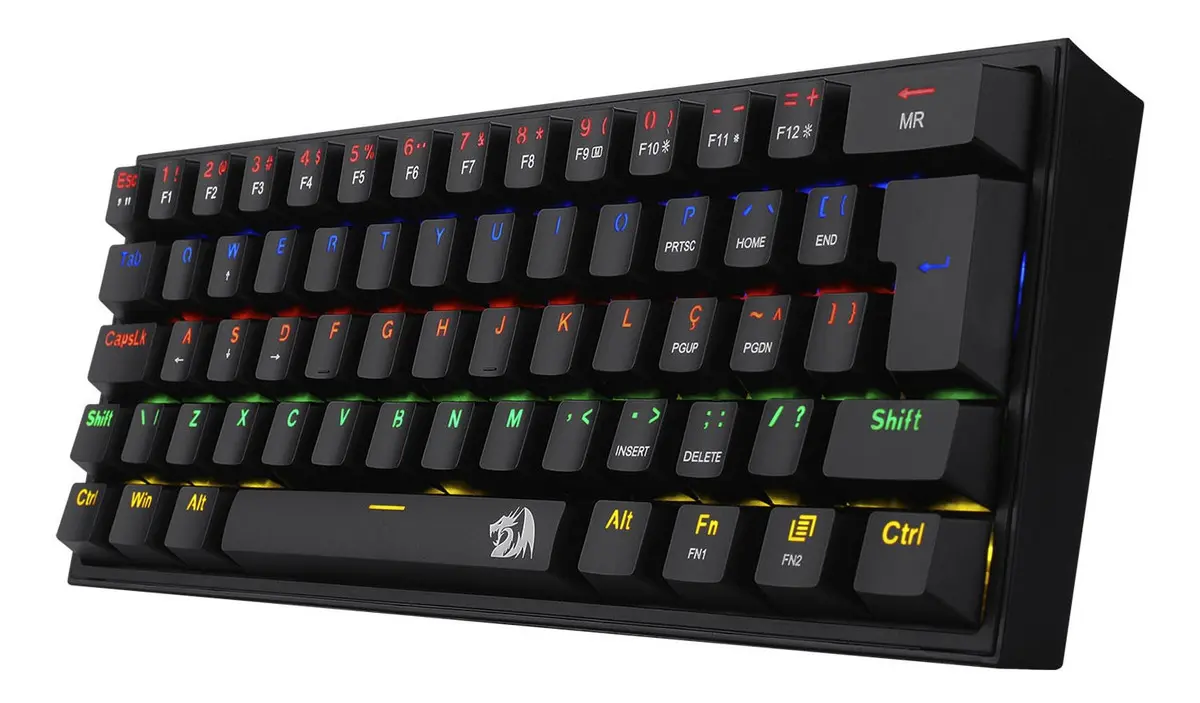 Esc 1! 2@ 3# 4$ 5% 6¨ 7& 8* 9( 0) -- =+ ←
'" F1 F2 F3 F4 F5 F6 F7 F8 F9 M F10 F11 F12 MR
Tab Q W E R T Y U I O P ´ ` [ {
↑ PRTSC HOME END
CapsLk A S D F G H J K L Ç ~^ ] }
← ↓ → PGUP PGDN
Shift \| Z X C V B N M ,< .> ;: /? Shift
INSERT DELETE
Ctrl Win Alt Alt Fn Ctrl
FN1 FN2